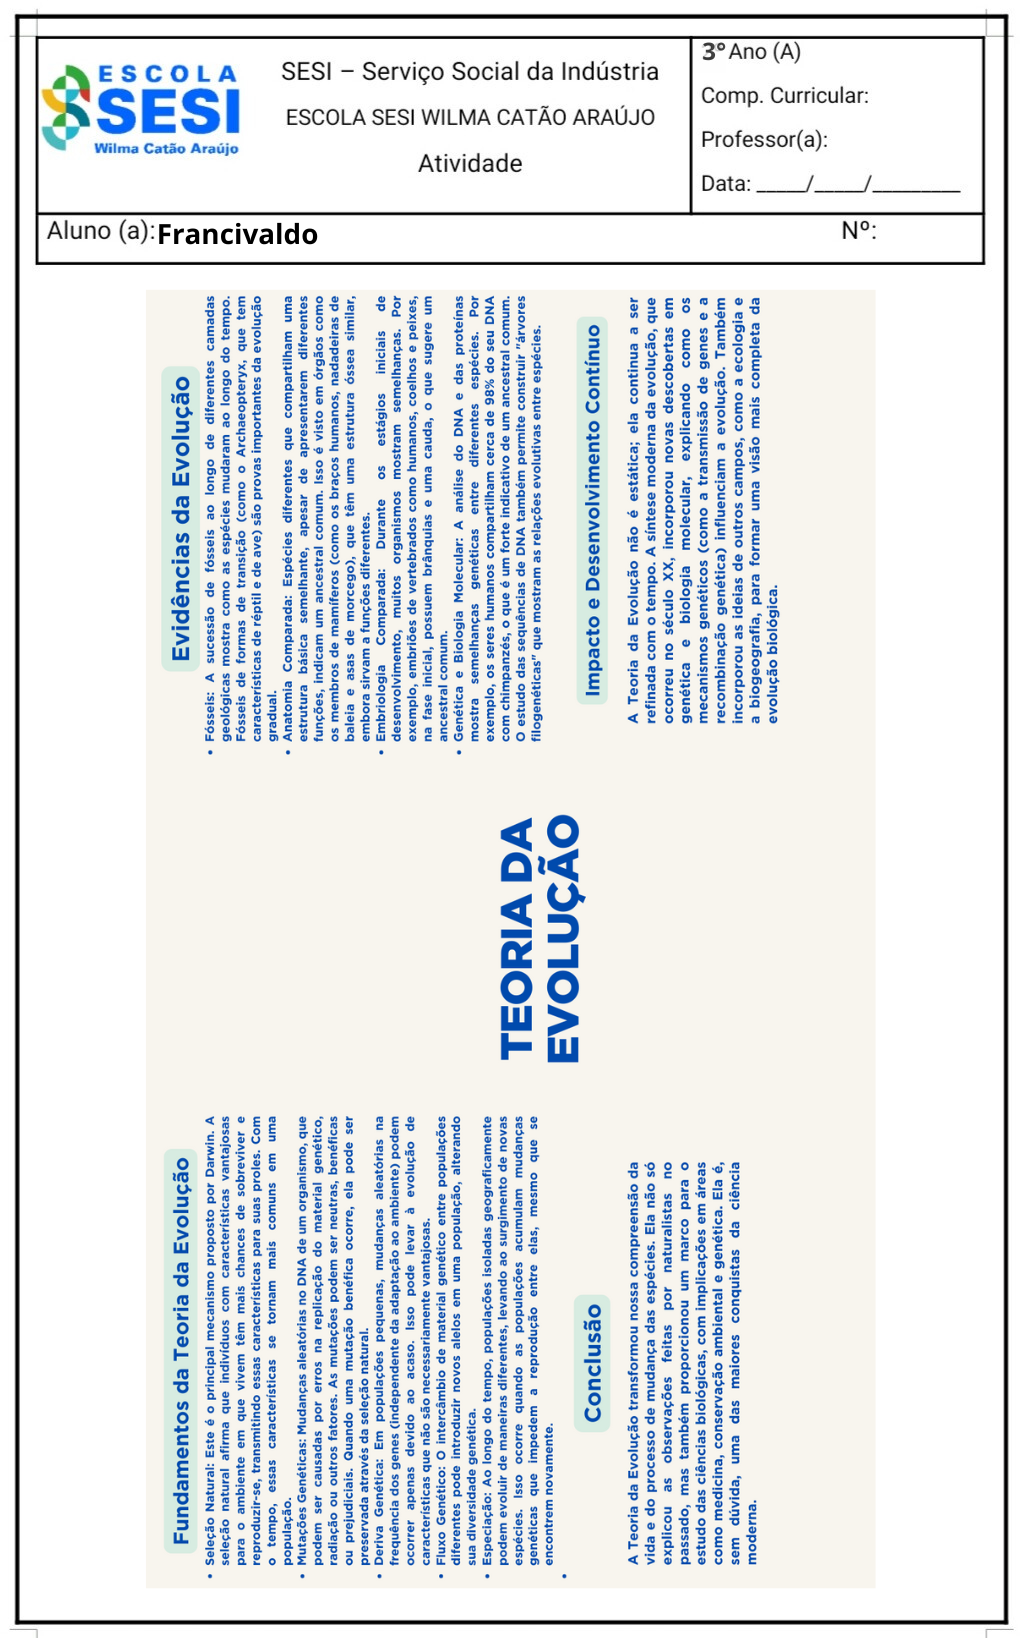 ESCOLA
SESI
Wilma Catão Araújo
SESI – Serviço Social da Indústria
ESCOLA SESI WILMA CATÃO ARAÚJO
Atividade
3° Ano (A)
Comp. Curricular:
Professor(a):
Data: _____/_____/_________
Aluno (a):Francivaldo
Nº:
Fundamentos da Teoria da Evolução
• Seleção Natural: Este é o principal mecanismo proposto por Darwin. A
seleção natural afirma que indivíduos com características vantajosas
para o ambiente em que vivem têm mais chances de sobreviver e
reproduzir-se, transmitindo essas características para suas proles. Com
o tempo, essas características se tornam mais comuns em uma
população.
• Mutações Genéticas: Mudanças aleatórias no DNA de um organismo, que
podem ser causadas por erros na replicação do material genético,
radiação ou outros fatores. As mutações podem ser neutras, benéficas
ou prejudiciais. Quando uma mutação benéfica ocorre, ela pode ser
preservada através da seleção natural.
• Deriva Genética: Em populações pequenas, mudanças aleatórias na
frequência dos genes (independente da adaptação ao ambiente) podem
ocorrer apenas devido ao acaso. Isso pode levar à evolução de
características que não são necessariamente vantajosas.
• Fluxo Genético: O intercâmbio de material genético entre populações
diferentes pode introduzir novos alelos em uma população, alterando
sua diversidade genética.
• Especiação: Ao longo do tempo, populações isoladas geograficamente
podem evoluir de maneiras diferentes, levando ao surgimento de novas
espécies. Isso ocorre quando as populações acumulam mudanças
genéticas que impedem a reprodução entre elas, mesmo que se
encontrem novamente.
•
Conclusão
A Teoria da Evolução transformou nossa compreensão da
vida e do processo de mudança das espécies. Ela não só
explicou as observações feitas por naturalistas no
passado, mas também proporcionou um marco para o
estudo das ciências biológicas, com implicações em áreas
como medicina, conservação ambiental e genética. Ela é,
sem dúvida, uma das maiores conquistas da ciência
moderna.
TEORIA DA
EVOLUÇÃO
Evidências da Evolução
• Fósseis: A sucessão de fósseis ao longo de diferentes camadas
geológicas mostra como as espécies mudaram ao longo do tempo.
Fósseis de formas de transição (como o Archaeopteryx, que tem
características de réptil e de ave) são provas importantes da evolução
gradual.
• Anatomia Comparada: Espécies diferentes que compartilham uma
estrutura básica semelhante, apesar de apresentarem diferentes
funções, indicam um ancestral comum. Isso é visto em órgãos como
os membros de mamíferos (como os braços humanos, nadadeiras de
baleia e asas de morcego), que têm uma estrutura óssea similar,
embora sirvam a funções diferentes.
• Embriologia Comparada: Durante os estágios iniciais de
desenvolvimento, muitos organismos mostram semelhanças. Por
exemplo, embriões de vertebrados como humanos, coelhos e peixes,
na fase inicial, possuem brânquias e uma cauda, o que sugere um
ancestral comum.
• Genética e Biologia Molecular: A análise do DNA e das proteínas
mostra semelhanças genéticas entre diferentes espécies. Por
exemplo, os seres humanos compartilham cerca de 98% do seu DNA
com chimpanzés, o que é um forte indicativo de um ancestral comum.
O estudo das sequências de DNA também permite construir "árvores
filogenéticas" que mostram as relações evolutivas entre espécies.
Impacto e Desenvolvimento Contínuo
A Teoria da Evolução não é estática; ela continua a ser
refinada com o tempo. A síntese moderna da evolução, que
ocorreu no século XX, incorporou novas descobertas em
genética e biologia molecular, explicando como os
mecanismos genéticos (como a transmissão de genes e a
recombinação genética) influenciam a evolução. Também
incorporou as ideias de outros campos, como a ecologia e
a biogeografia, para formar uma visão mais completa da
evolução biológica.